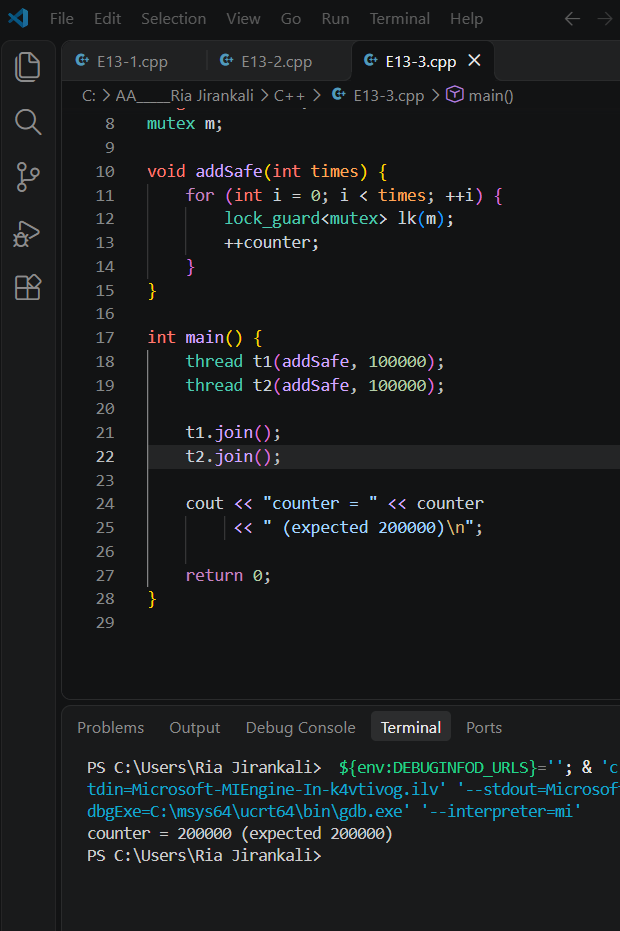 File Edit Selection View Go Run Terminal Help
E13-1.cpp E13-2.cpp E13-3.cpp
C: > AA____Ria Jirankali > C++ > E13-3.cpp > main()
8 mutex m;
9
10 void addSafe(int times) {
11     for (int i = 0; i < times; ++i) {
12         lock_guard<mutex> lk(m);
13         ++counter;
14     }
15 }
16
17 int main() {
18     thread t1(addSafe, 100000);
19     thread t2(addSafe, 100000);
20
21     t1.join();
22     t2.join();
23
24     cout << "counter = " << counter
25          << " (expected 200000)\n";
26
27     return 0;
28 }
29
Problems Output Debug Console Terminal Ports
PS C:\Users\Ria Jirankali>  ${env:DEBUGINFOD_URLS}=''; & 'c
tdin=Microsoft-MIEngine-In-k4vtivog.ilv' '--stdout=Microsof
dbgExe=C:\msys64\ucrt64\bin\gdb.exe' '--interpreter=mi'
counter = 200000 (expected 200000)
PS C:\Users\Ria Jirankali>